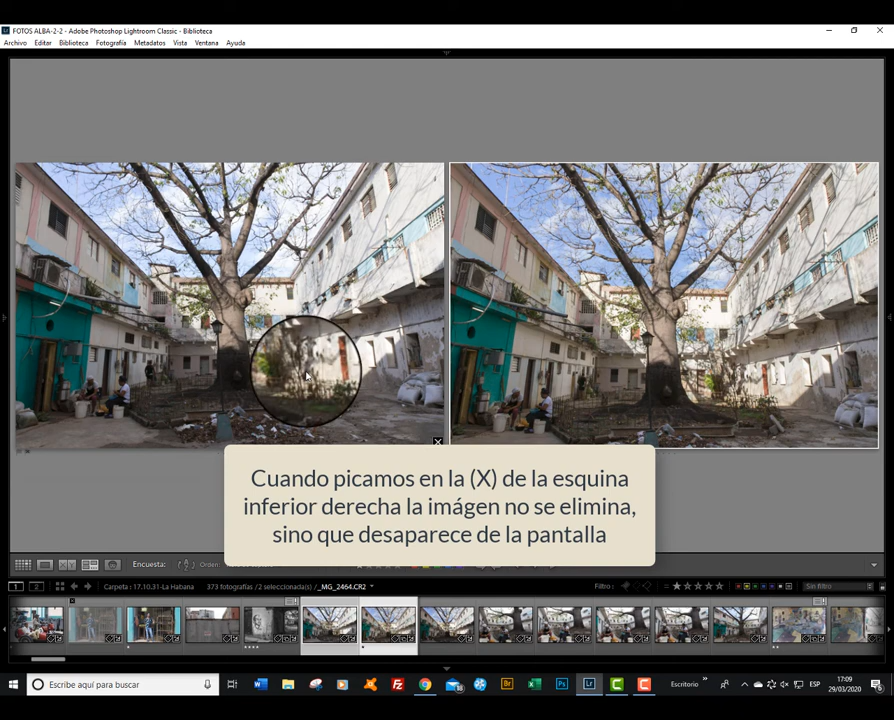 FOTOS ALBA-2-2 - Adobe Photoshop Lightroom Classic - Biblioteca
Archivo Editar Biblioteca Fotografía Metadatos Vista Ventana Ayuda
Cuando picamos en la (X) de la esquina
inferior derecha la imágen no se elimina,
sino que desaparece de la pantalla
Encuesta: Orden:
1 2 Carpeta : 17.10.31-La Habana 373 fotografías /2 seleccionada(s) /_MG_2464.CR2 Filtro : Sin filtro
Escribe aquí para buscar
Escritorio
ESP
17:09
29/03/2020